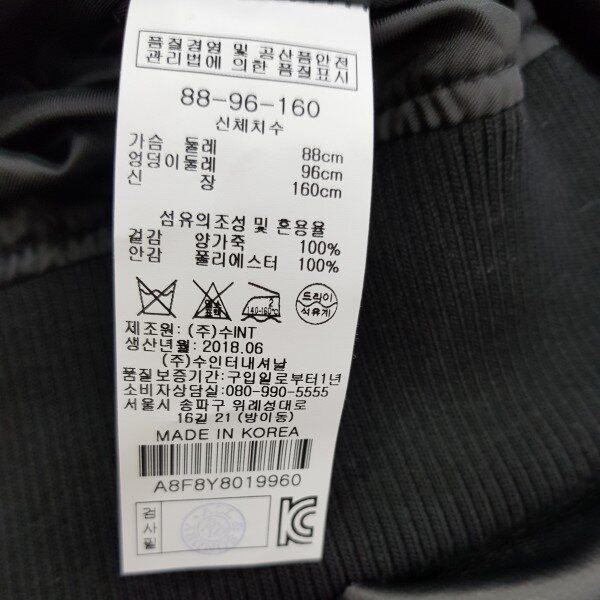 품질경영 및 공산품안전
관리법에 의한 품질표시
88-96-160
신체치수
가슴 둘레 88cm
엉덩이둘레 96cm
신 장 160cm
섬유의조성 및 혼용율
겉감 양가죽 100%
안감 폴리에스터 100%
2
140-160℃
드라이
석유계
제조원: (주)수INT
생산년월: 2018.06
(주)수인터내셔날
품질보증기간:구입일로부터1년
소비자상담실:080-990-5555
서울시 송파구 위례성대로
16길 21 (방이동)
MADE IN KOREA
A8F8Y8019960
검
사
필